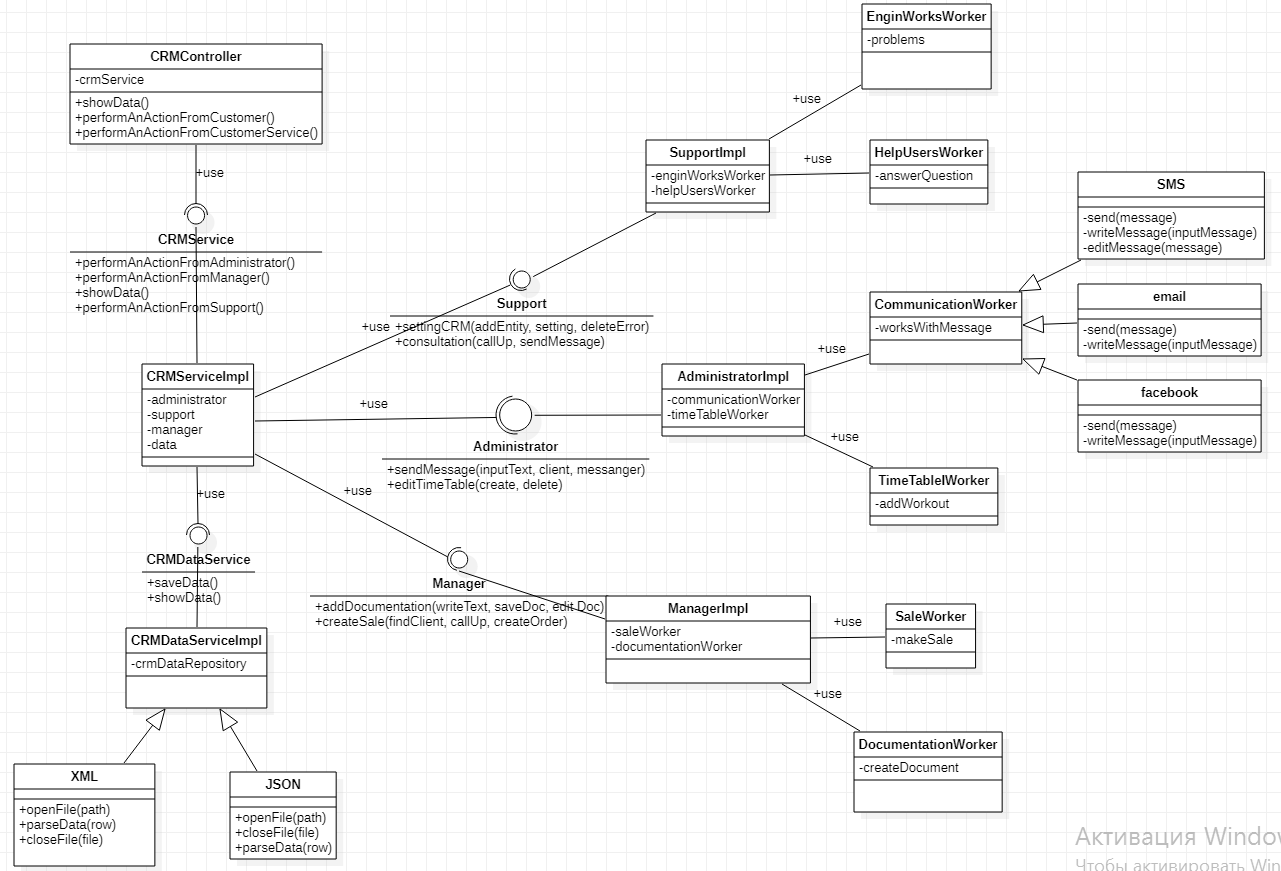 EnginWorksWorker
-problems
CRMController
-crmService
+showData()
+performAnActionFromCustomer()
+performAnActionFromCustomerService()
+use
+use
SupportImpl
-enginWorksWorker
-helpUsersWorker
+use
HelpUsersWorker
-answerQuestion
SMS
-send(message)
-writeMessage(inputMessage)
-editMessage(message)
CRMService
+performAnActionFromAdministrator()
+performAnActionFromManager()
+showData()
+performAnActionFromSupport()
Support
+use
+settingCRM(addEntity, setting, deleteError)
+consultation(callUp, sendMessage)
CommunicationWorker
-worksWithMessage
email
-send(message)
-writeMessage(inputMessage)
+use
CRMServiceImpl
-administrator
-support
-manager
-data
+use
AdministratorImpl
-communicationWorker
-timeTableWorker
facebook
-send(message)
-writeMessage(inputMessage)
Administrator
+sendMessage(inputText, client, messanger)
+editTimeTable(create, delete)
+use
TimeTablelWorker
-addWorkout
+use
+use
CRMDataService
+saveData()
+showData()
Manager
+addDocumentation(writeText, saveDoc, edit Doc)
+createSale(findClient, callUp, createOrder)
ManagerImpl
-saleWorker
-documentationWorker
+use
SaleWorker
-makeSale
CRMDataServiceImpl
-crmDataRepository
+use
DocumentationWorker
-createDocument
XML
+openFile(path)
+parseData(row)
+closeFile(file)
JSON
+openFile(path)
+closeFile(file)
+parseData(row)
Активация Windov
Чтобы активировать Win